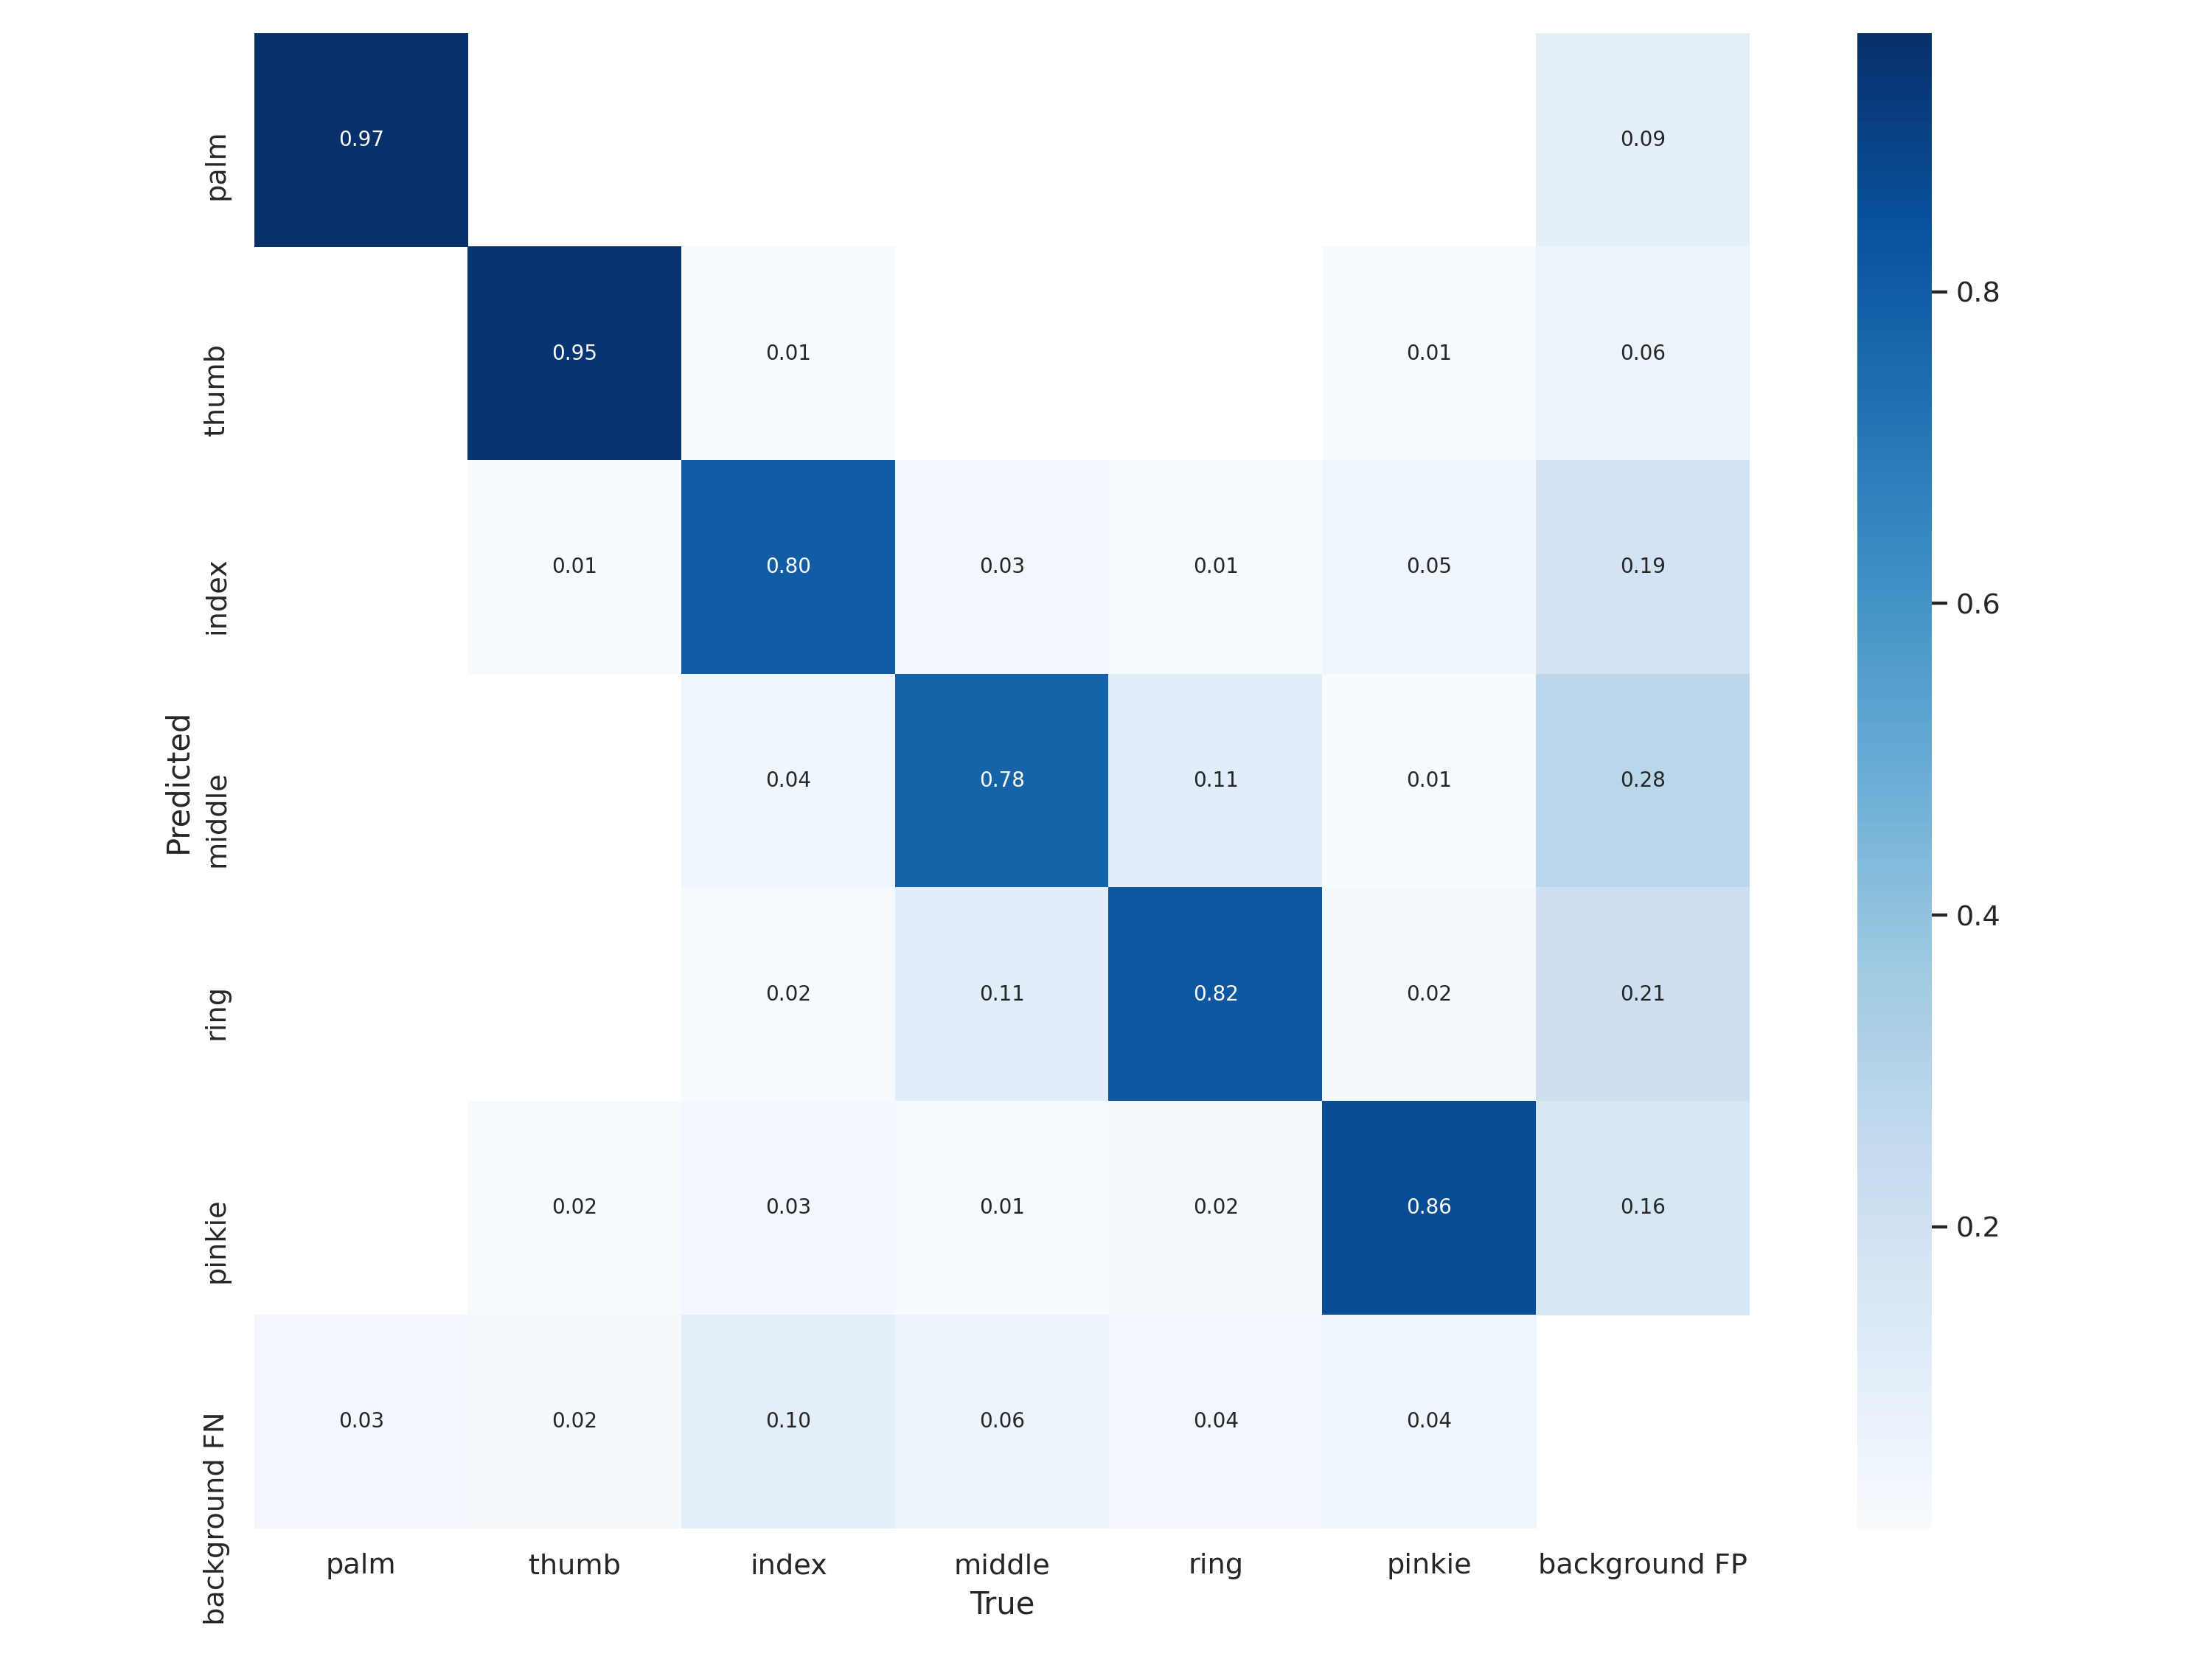 palm 0.97 0.09
thumb 0.95 0.01 0.01 0.06
0.8
index 0.01 0.80 0.03 0.01 0.05 0.19
0.6
Predicted
middle 0.04 0.78 0.11 0.01 0.28
0.4
ring 0.02 0.11 0.82 0.02 0.21
pinkie 0.02 0.03 0.01 0.02 0.86 0.16
0.2
background FN 0.03 0.02 0.10 0.06 0.04 0.04
palm thumb index middle ring pinkie background FP
True